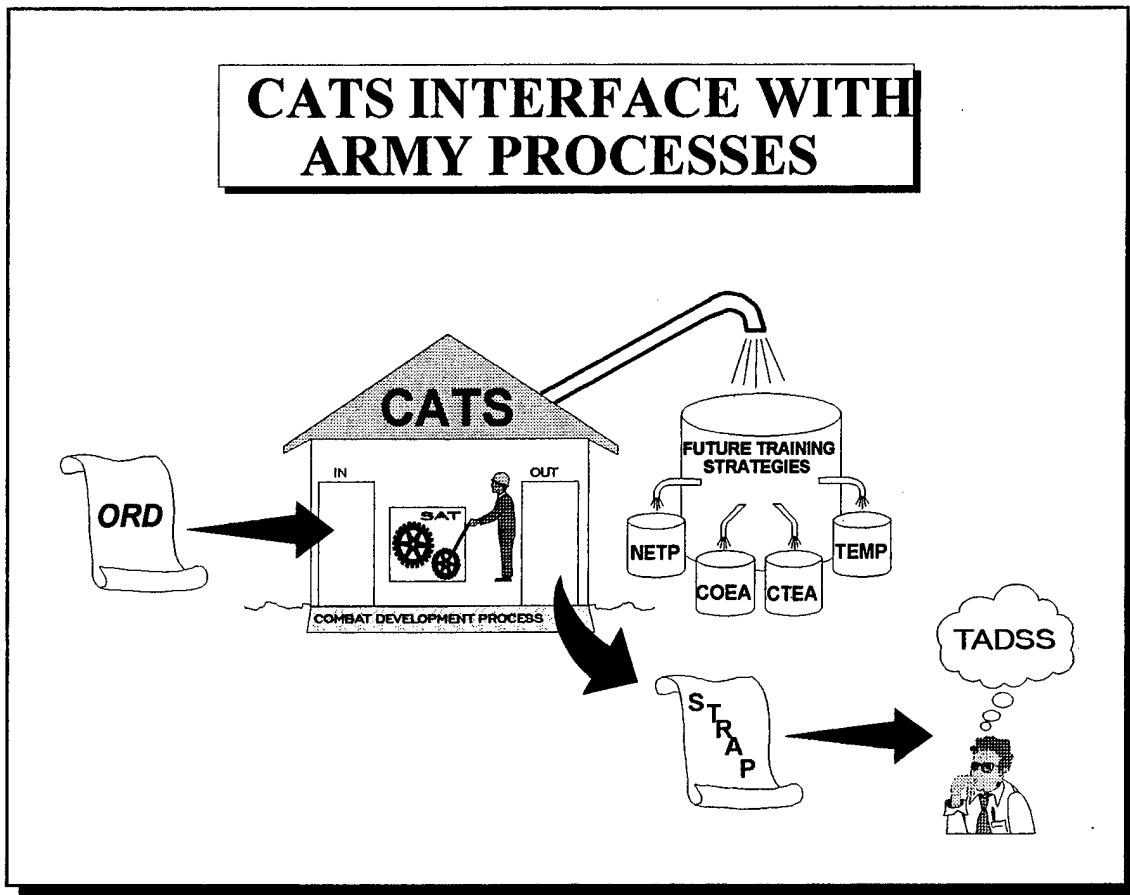 CATS INTERFACE WITH
ARMY PROCESSES
CATS
IN
OUT
SAT
COMBAT DEVELOPMENT PROCESS
ORD
FUTURE TRAINING
STRATEGIES
NETP
COEA
CTEA
TEMP
STRAP
TADSS